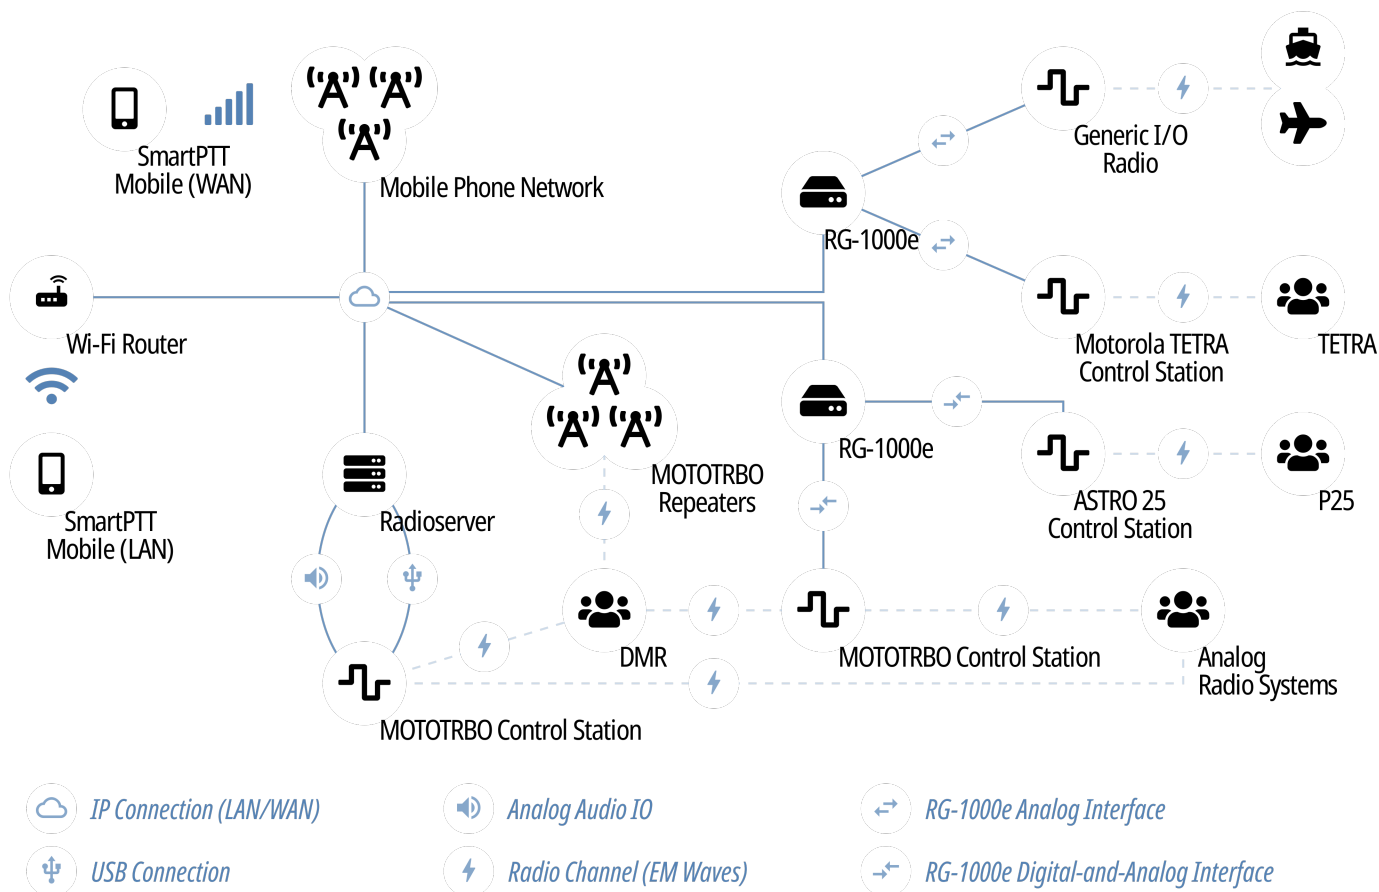 SmartPTT
Mobile (WAN)
Mobile Phone Network
Generic I/O
Radio
RG-1000e
Wi-Fi Router
Motorola TETRA
Control Station
TETRA
RG-1000e
MOTOTRBO
Repeaters
ASTRO 25
Control Station
P25
SmartPTT
Mobile (LAN)
Radioserver
DMR
MOTOTRBO Control Station
Analog
Radio Systems
MOTOTRBO Control Station
IP Connection (LAN/WAN)
Analog Audio IO
RG-1000e Analog Interface
USB Connection
Radio Channel (EM Waves)
RG-1000e Digital-and-Analog Interface